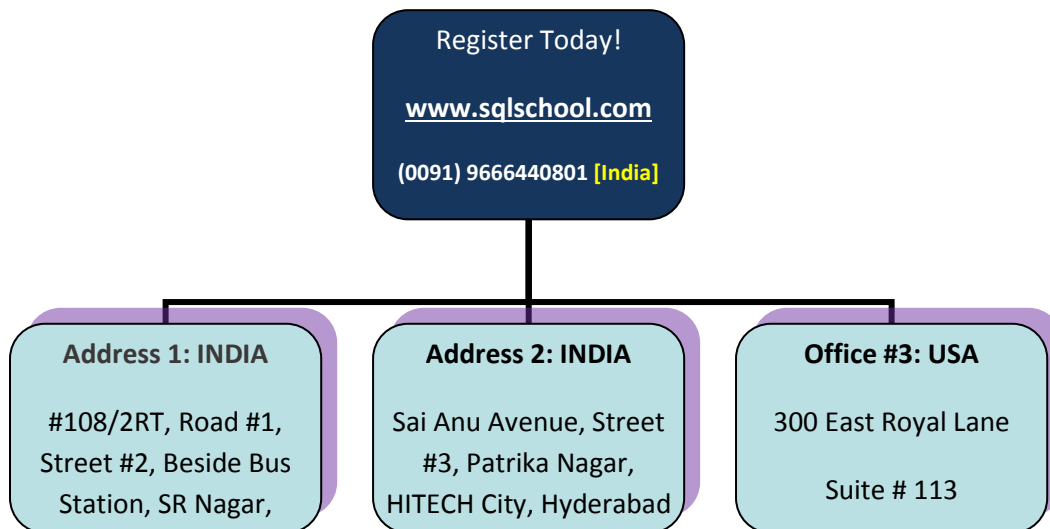 Register Today!
www.sqlschool.com
(0091) 9666440801 [India]
Address 1: INDIA
#108/2RT, Road #1,
Street #2, Beside Bus
Station, SR Nagar,
Address 2: INDIA
Sai Anu Avenue, Street
#3, Patrika Nagar,
HITECH City, Hyderabad
Office #3: USA
300 East Royal Lane
Suite # 113